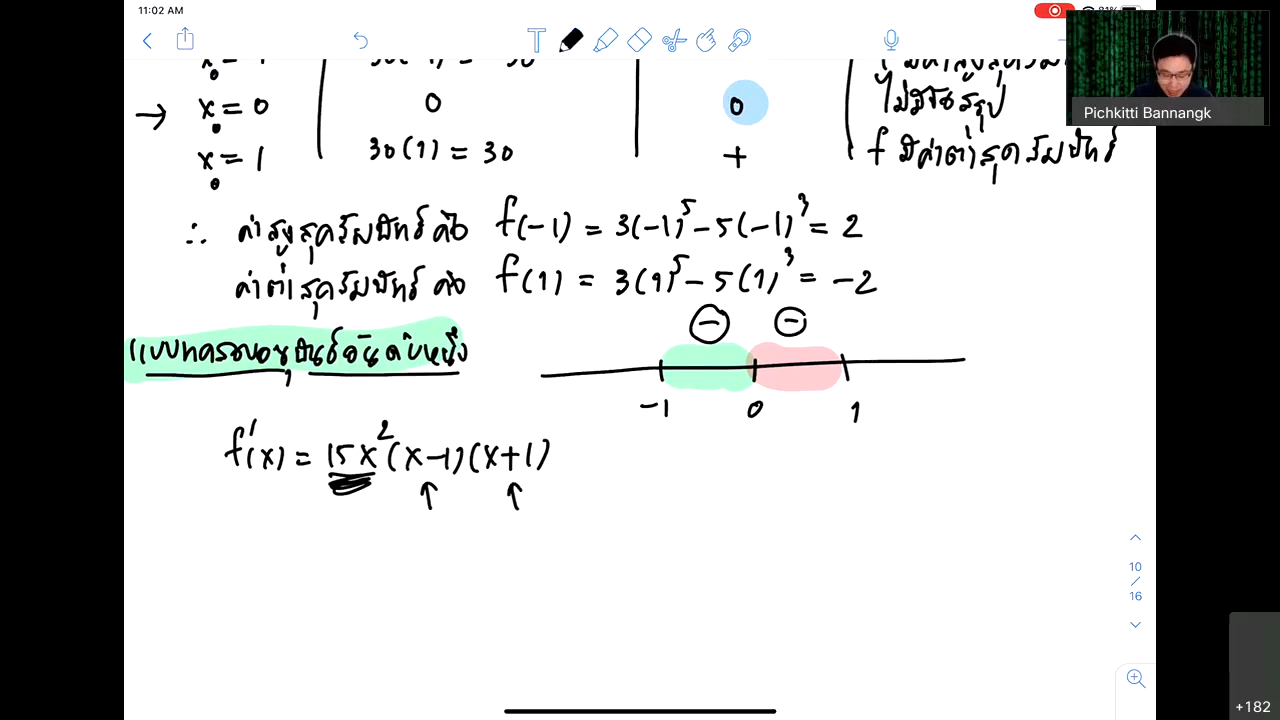 11:02 AM 81%
Pichkitti Bannangk
→ x₀ = 0 0 0 ไม่มีข้อสรุป
x₀ = 1 30(1) = 30 + f มีค่าต่ำสุดสัมพัทธ์
∴ ค่าสูงสุดสัมพัทธ์ คือ f(-1) = 3(-1)⁵ - 5(-1)³ = 2
ค่าต่ำสุดสัมพัทธ์ คือ f(1) = 3(1)⁵ - 5(1)³ = -2
แบบทดสอบอนุพันธ์อันดับหนึ่ง
⊖ ⊖
-1 0 1
f'(x) = 15x²(x-1)(x+1)
↑ ↑
10
/
16
+182